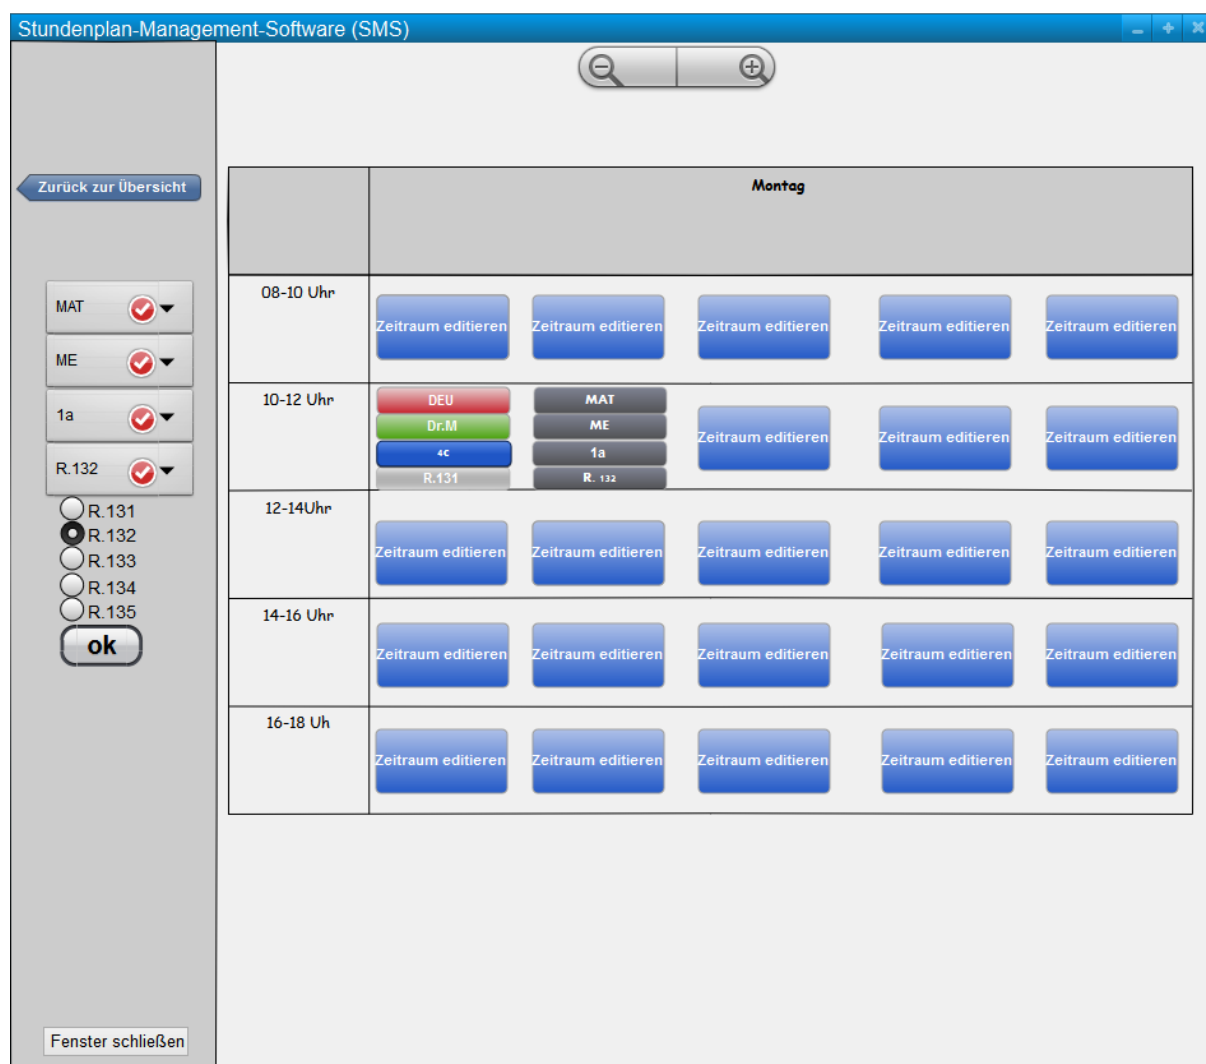 Stundenplan-Management-Software (SMS)
Zurück zur Übersicht
MAT
ME
1a
R.132
R.131
R.132
R.133
R.134
R.135
ok
Fenster schließen
Montag
08-10 Uhr
Zeitraum editieren Zeitraum editieren Zeitraum editieren Zeitraum editieren Zeitraum editieren
10-12 Uhr
DEU
Dr.M
4C
R.131
MAT
ME
1a
R. 132
Zeitraum editieren Zeitraum editieren Zeitraum editieren
12-14Uhr
Zeitraum editieren Zeitraum editieren Zeitraum editieren Zeitraum editieren Zeitraum editieren
14-16 Uhr
Zeitraum editieren Zeitraum editieren Zeitraum editieren Zeitraum editieren Zeitraum editieren
16-18 Uh
Zeitraum editieren Zeitraum editieren Zeitraum editieren Zeitraum editieren Zeitraum editieren